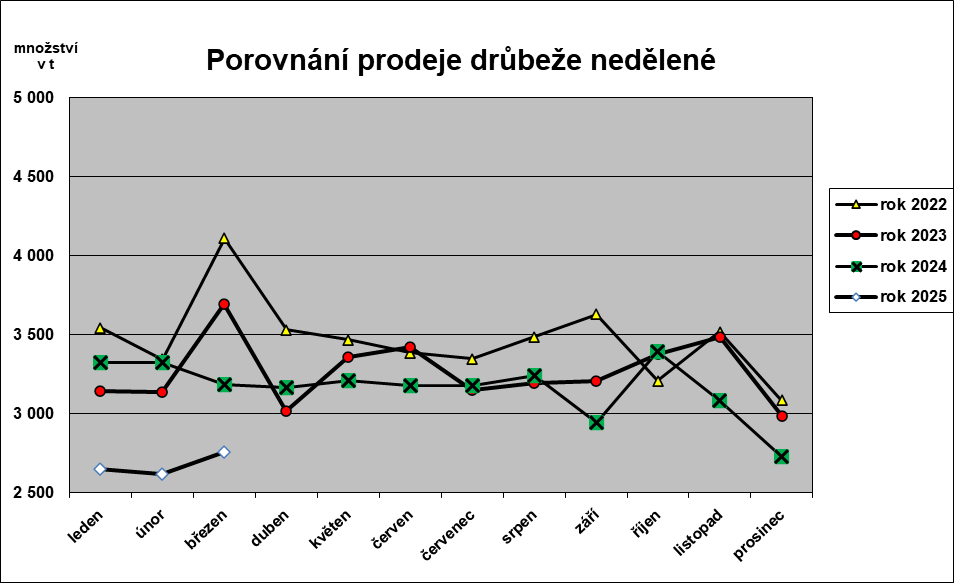 množství
v t
Porovnání prodeje drůbeže nedělené
5 000
4 500
4 000
3 500
3 000
2 500
leden
únor
březen
duben
květen
červen
červenec
srpen
září
říjen
listopad
prosinec
rok 2022
rok 2023
rok 2024
rok 2025